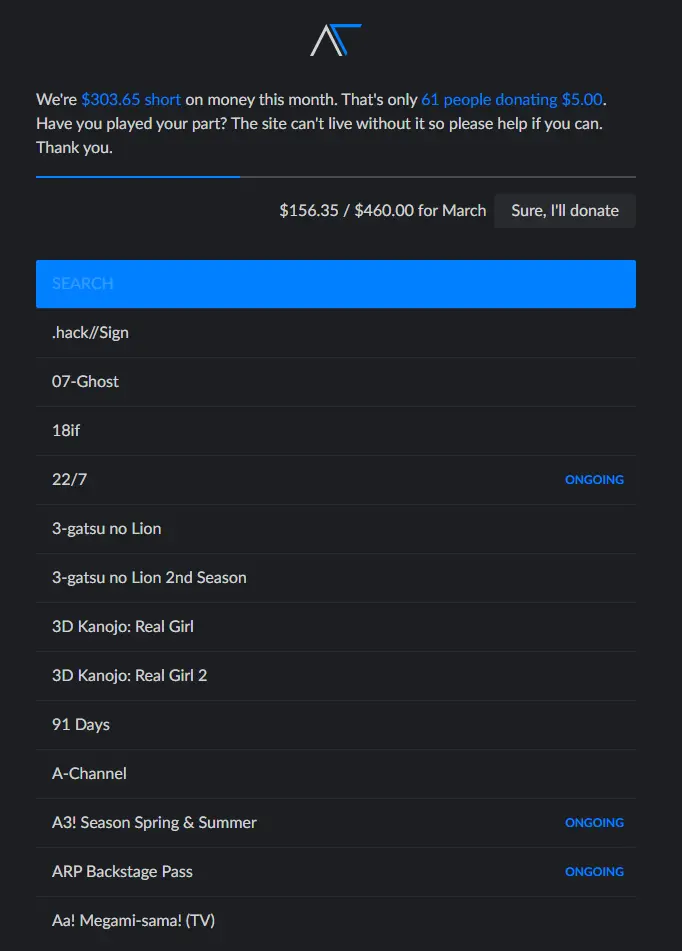 We're $303.65 short on money this month. That's only 61 people donating $5.00.
Have you played your part? The site can't live without it so please help if you can.
Thank you.
$156.35 / $460.00 for March Sure, I'll donate
SEARCH
.hack//Sign
07-Ghost
18if
22/7 ONGOING
3-gatsu no Lion
3-gatsu no Lion 2nd Season
3D Kanojo: Real Girl
3D Kanojo: Real Girl 2
91 Days
A-Channel
A3! Season Spring & Summer ONGOING
ARP Backstage Pass ONGOING
Aa! Megami-sama! (TV)